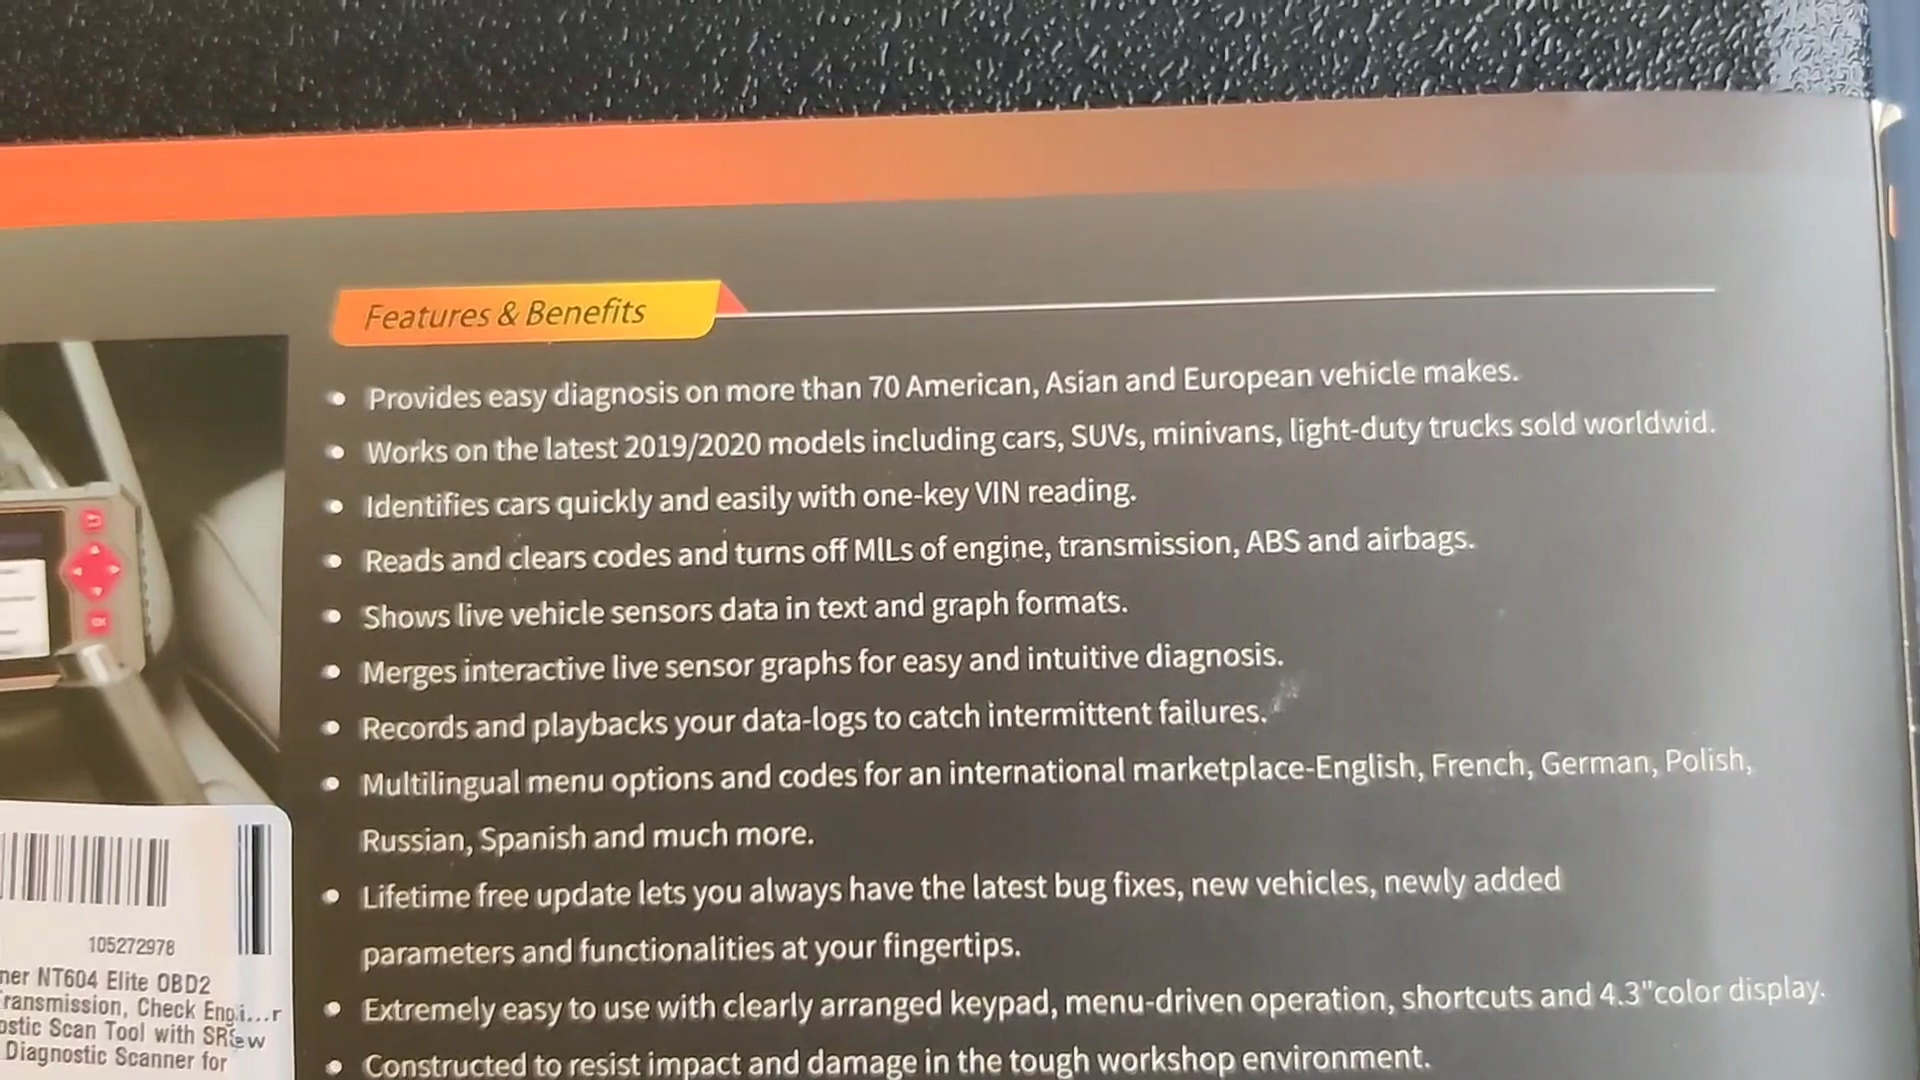 Features & Benefits
• Provides easy diagnosis on more than 70 American, Asian and European vehicle makes.
• Works on the latest 2019/2020 models including cars, SUVs, minivans, light-duty trucks sold worldwid.
• Identifies cars quickly and easily with one-key VIN reading.
• Reads and clears codes and turns off MlLs of engine, transmission, ABS and airbags.
• Shows live vehicle sensors data in text and graph formats.
• Merges interactive live sensor graphs for easy and intuitive diagnosis.
• Records and playbacks your data-logs to catch intermittent failures.
• Multilingual menu options and codes for an international marketplace-English, French, German, Polish,
Russian, Spanish and much more.
• Lifetime free update lets you always have the latest bug fixes, new vehicles, newly added
parameters and functionalities at your fingertips.
• Extremely easy to use with clearly arranged keypad, menu-driven operation, shortcuts and 4.3"color display.
• Constructed to resist impact and damage in the tough workshop environment.
105272978
ner NT604 Elite OBD2
ransmission, Check Engi...r
ostic Scan Tool with SR
Diagnostic Scanner for